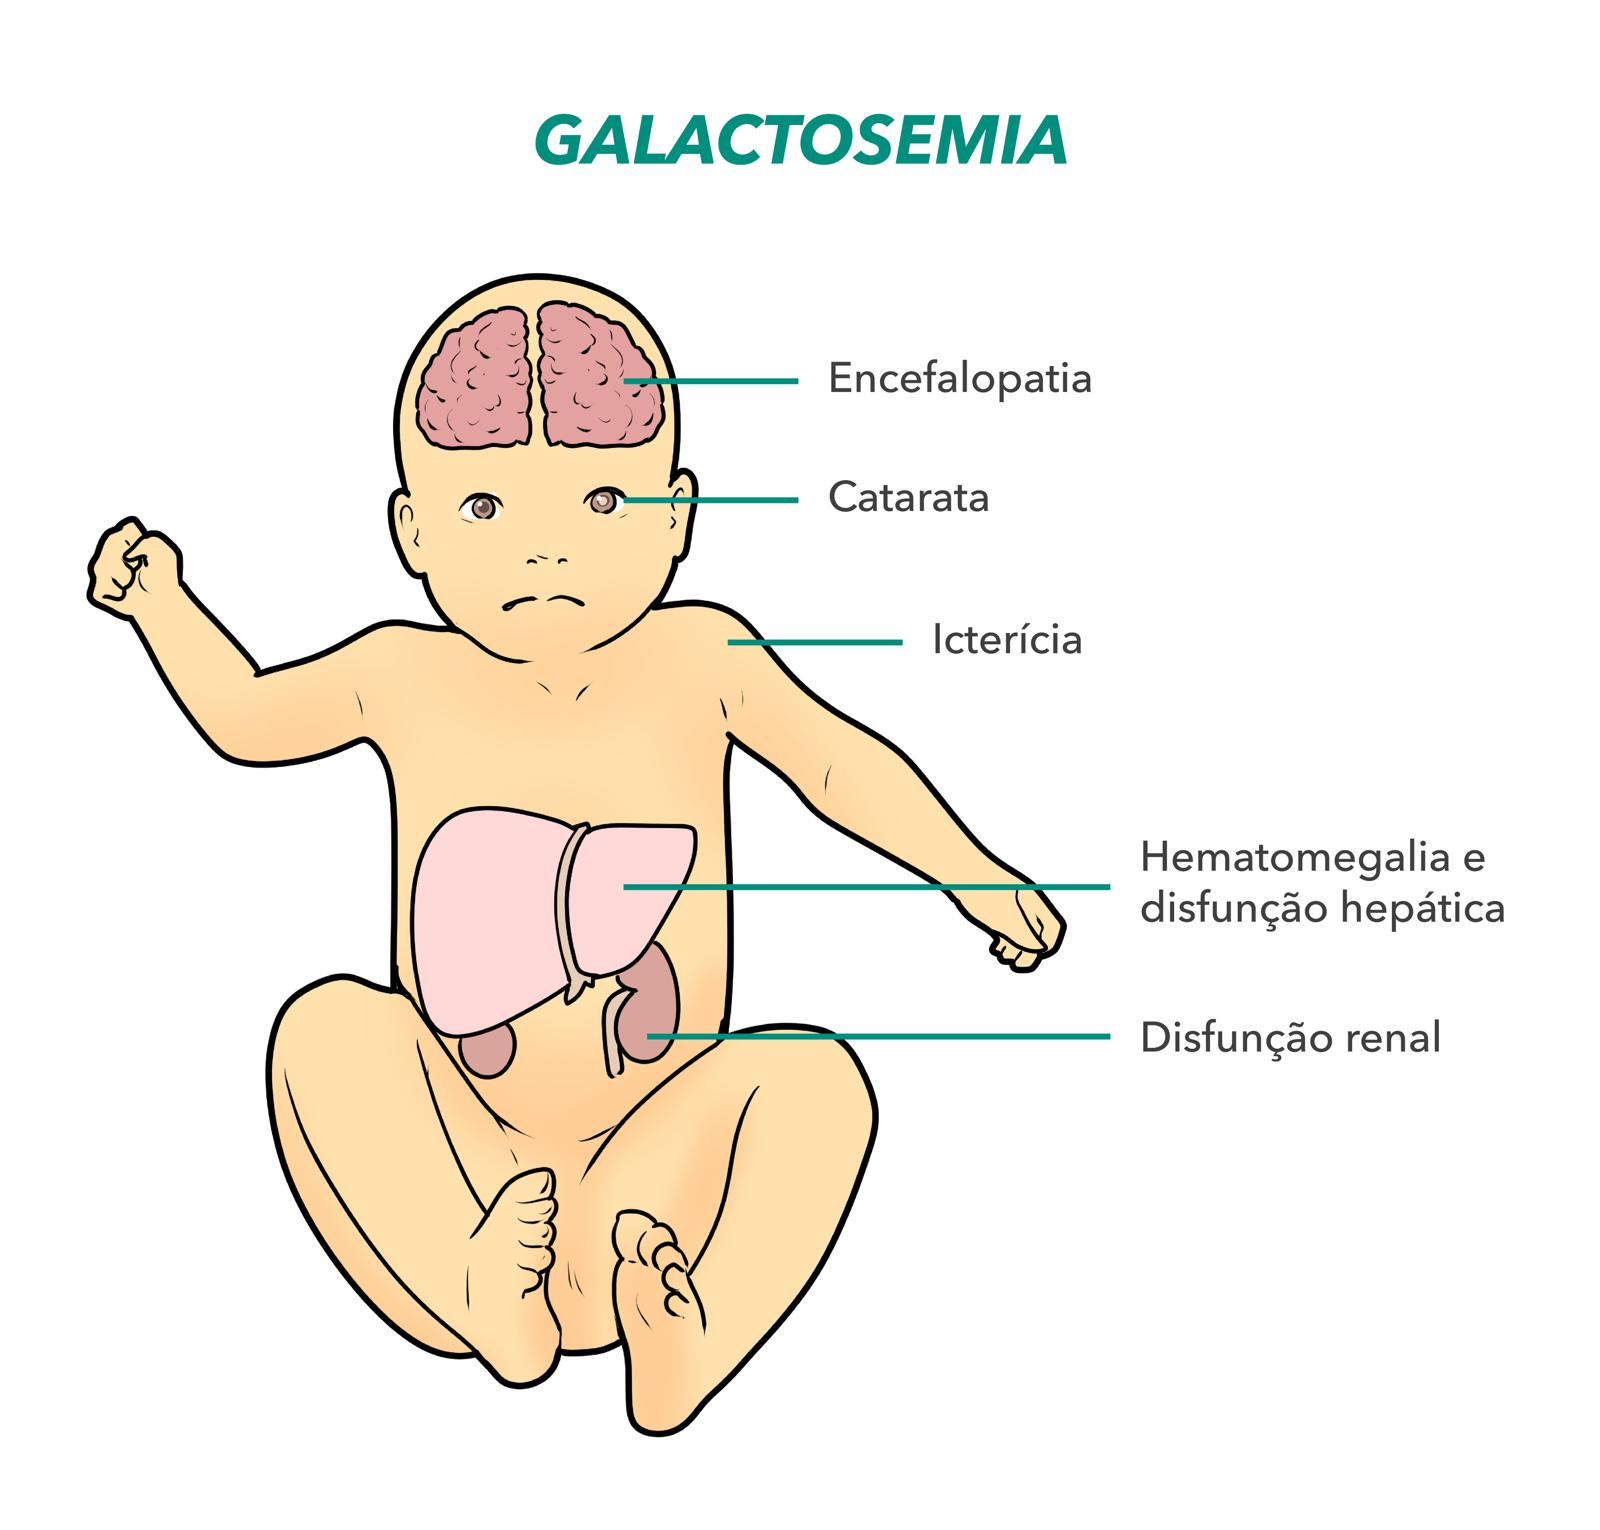 GALACTOSEMIA
Encefalopatia
Catarata
Icterícia
Hematomegalia e
disfunção hepática
Disfunção renal